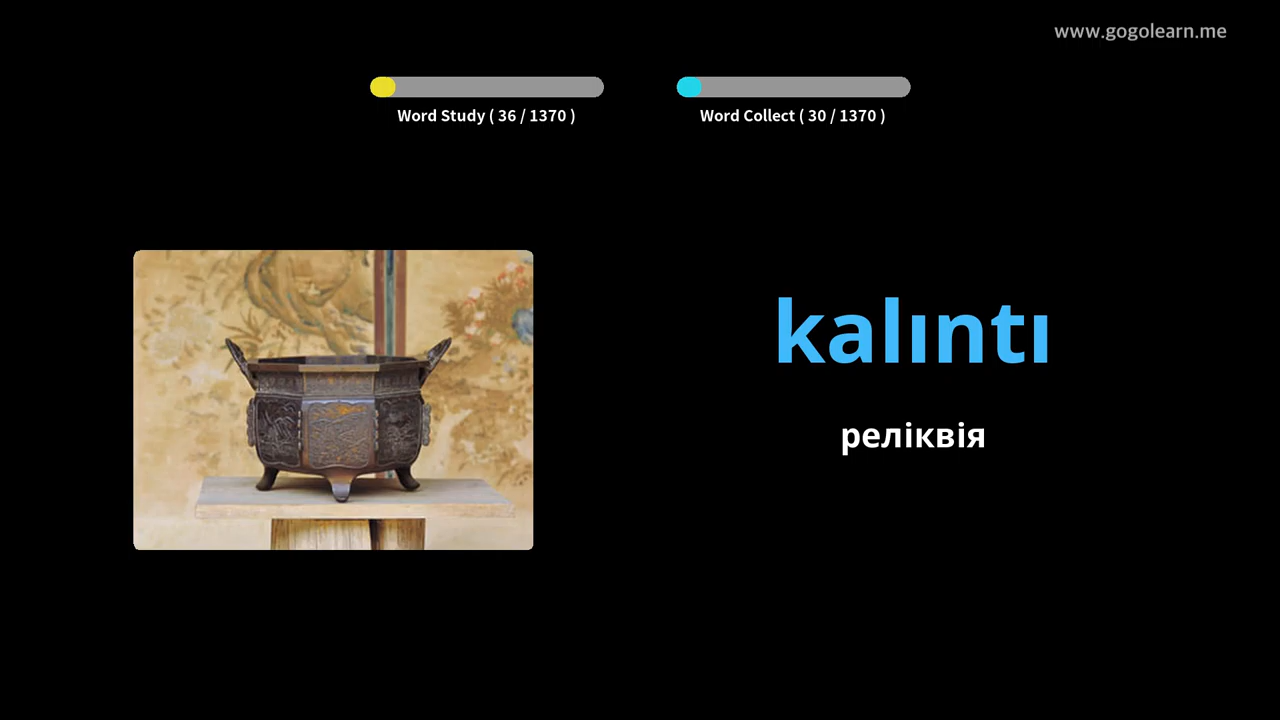 www.gogolearn.me
Word Study ( 36 / 1370 )
Word Collect ( 30 / 1370 )
kalıntı
реліквія